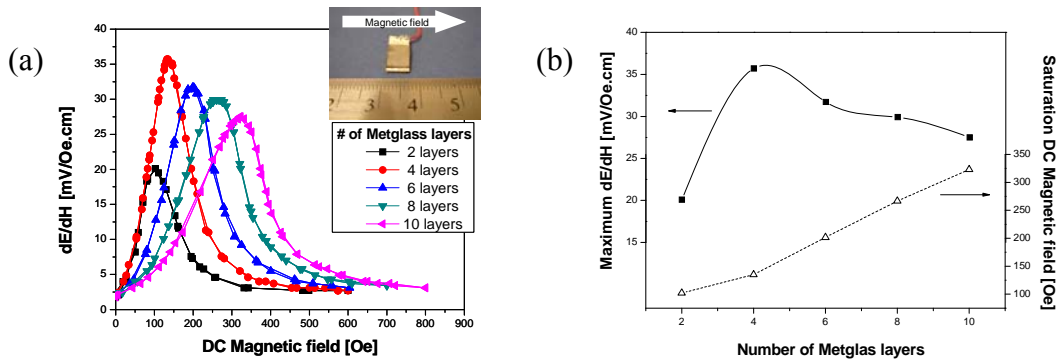 (a)
dE/dH [mV/Oe.cm]
40
35
30
25
20
15
10
5
0
0 100 200 300 400 500 600 700 800 900
DC Magnetic field [Oe]
Magnetic field
2 3 4 5
# of Metglass layers
2 layers
4 layers
6 layers
8 layers
10 layers
(b)
Maximum dE/dH [mV/Oe.cm]
40
35
30
25
20
15
2 4 6 8 10
Number of Metglas layers
350
300
250
200
150
100
Saturation DC Magnetic field [Oe]